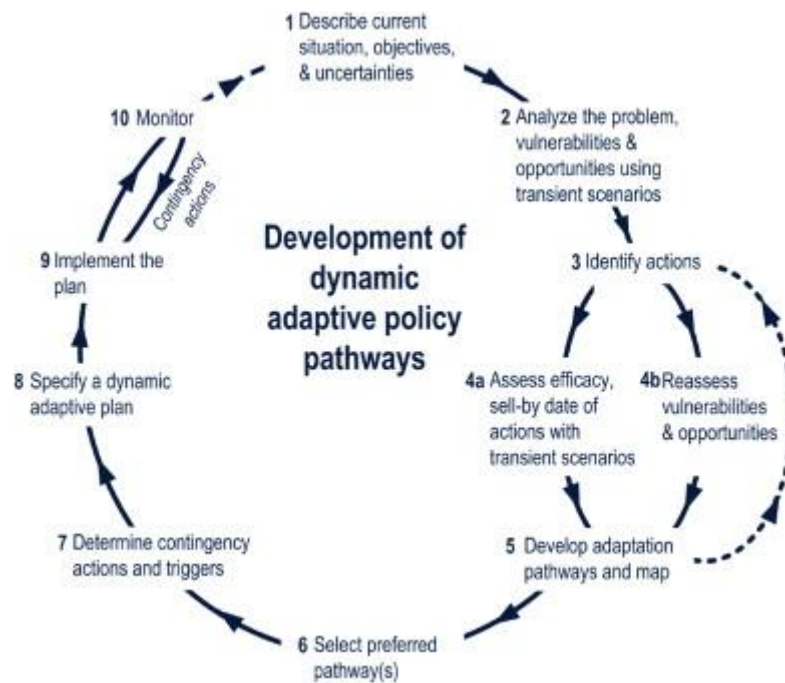 1 Describe current
situation, objectives,
& uncertainties
2 Analyze the problem,
vulnerabilities &
opportunities using
transient scenarios
3 Identify actions
4a Assess efficacy,
sell-by date of
actions with
transient scenarios
4b Reassess
vulnerabilities
& opportunities
5 Develop adaptation
pathways and map
6 Select preferred
pathway(s)
7 Determine contingency
actions and triggers
8 Specify a dynamic
adaptive plan
9 Implement the
plan
10 Monitor
Contingency
actions
Development of
dynamic
adaptive policy
pathways